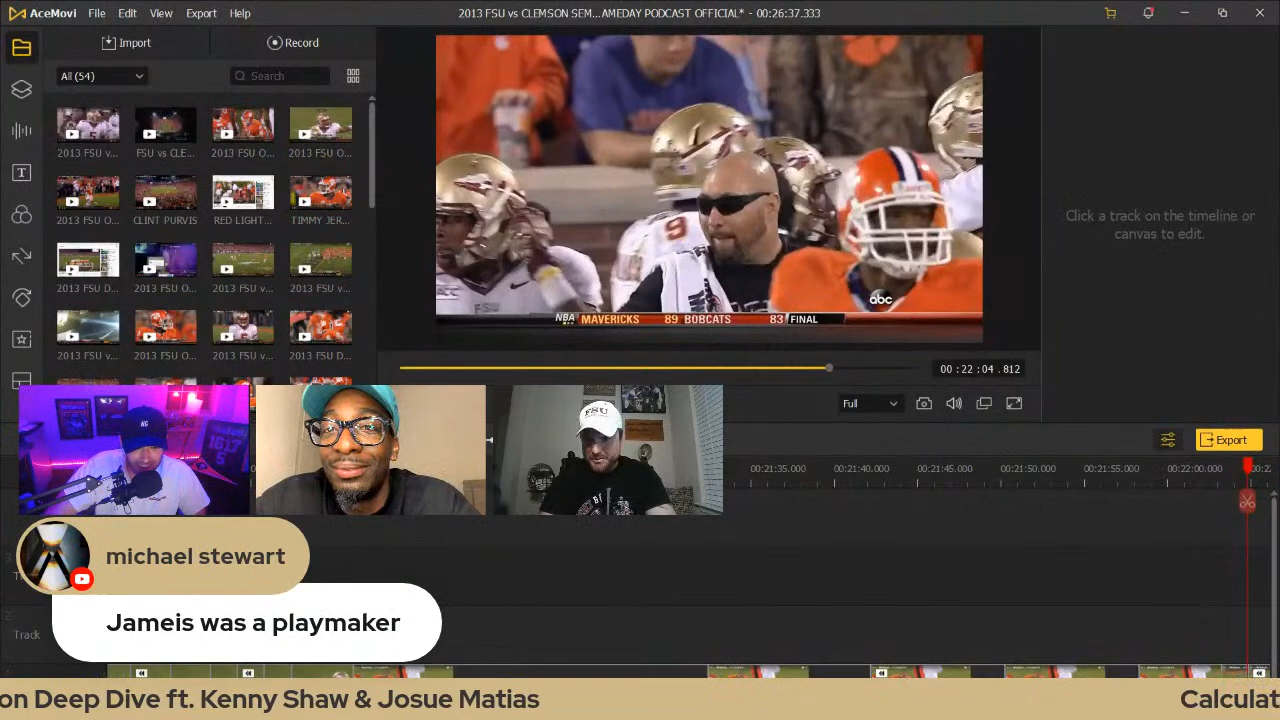 AceMovi
File
Edit
View
Export
Help
2013 FSU vs CLEMSON SEM...AMEDAY PODCAST OFFICIAL* - 00:26:37.333
Import
Record
All (54)
Search
2013 FSU v...
FSU vs CLE...
2013 FSU O...
2013 FSU O...
2013 FSU O...
CLINT PURVIS
RED LIGHT...
TIMMY JER...
2013 FSU D...
2013 FSU v...
2013 FSU v...
2013 FSU v...
2013 FSU v...
2013 FSU O...
2013 FSU v...
2013 FSU D...
9
abc
NBA MAVERICKS 89 BOBCATS 83 FINAL
Click a track on the timeline or
canvas to edit.
00 : 22 : 04 . 812
Full
Export
00:21:35.000
00:21:40.000
00:21:45.000
00:21:50.000
00:21:55.000
00:22:00.000
FSU
michael stewart
Jameis was a playmaker
Track
on Deep Dive ft. Kenny Shaw & Josue Matias
Calculat